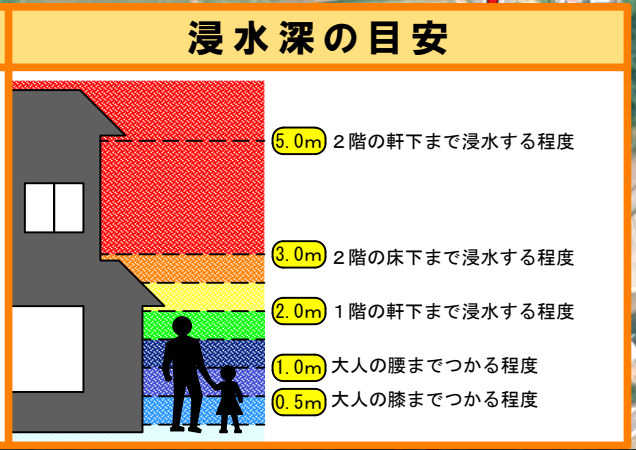 浸水深の目安
5.0m ２階の軒下まで浸水する程度
3.0m ２階の床下まで浸水する程度
2.0m １階の軒下まで浸水する程度
1.0m 大人の腰までつかる程度
0.5m 大人の膝までつかる程度